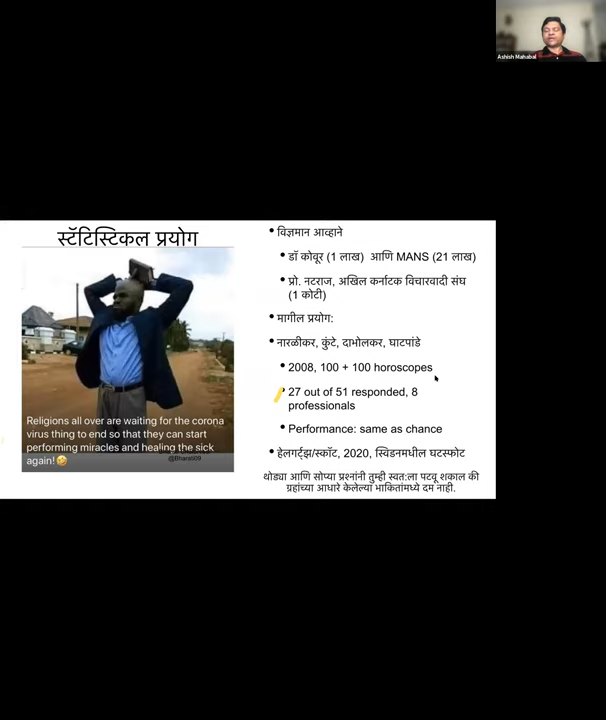 Ashish Mahabal
स्टॅटिस्टिकल प्रयोग
Religions all over are waiting for the corona
virus thing to end so that they can start
performing miracles and healing the sick
again!🤣
• विज्ञमान आव्हाने
• डॉ कोवूर (1 लाख) आणि MANS (21 लाख)
• प्रो. नटराज, अखिल कर्नाटक विचारवादी संघ
(1 कोटी)
• मागील प्रयोग:
• नारळीकर, कुंटे, दाभोलकर, घाटपांडे
• 2008, 100 + 100 horoscopes
• 27 out of 51 responded, 8
professionals
• Performance: same as chance
• हेलगर्ट्झ/स्कॉट, 2020, स्विडनमधील घटस्फोट
थोड्या आणि सोप्या प्रश्नांनी तुम्ही स्वत:ला पटवू शकाल की
ग्रहांच्या आधारे केलेल्या भाकितांमध्ये दम नाही.